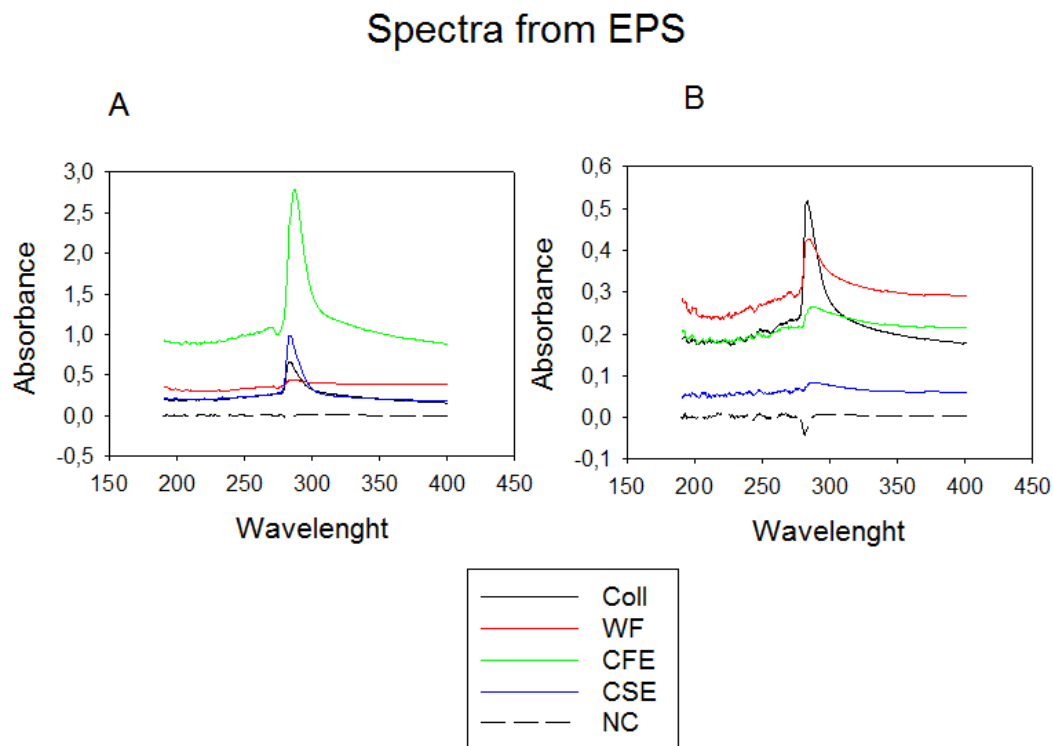 Spectra from EPS
A
3,0
2,5
2,0
1,5
1,0
0,5
0,0
-0,5
150 200 250 300 350 400 450
Absorbance
Wavelenght
B
0,6
0,5
0,4
0,3
0,2
0,1
0,0
-0,1
150 200 250 300 350 400 450
Absorbance
Wavelenght
Coll
WF
CFE
CSE
NC